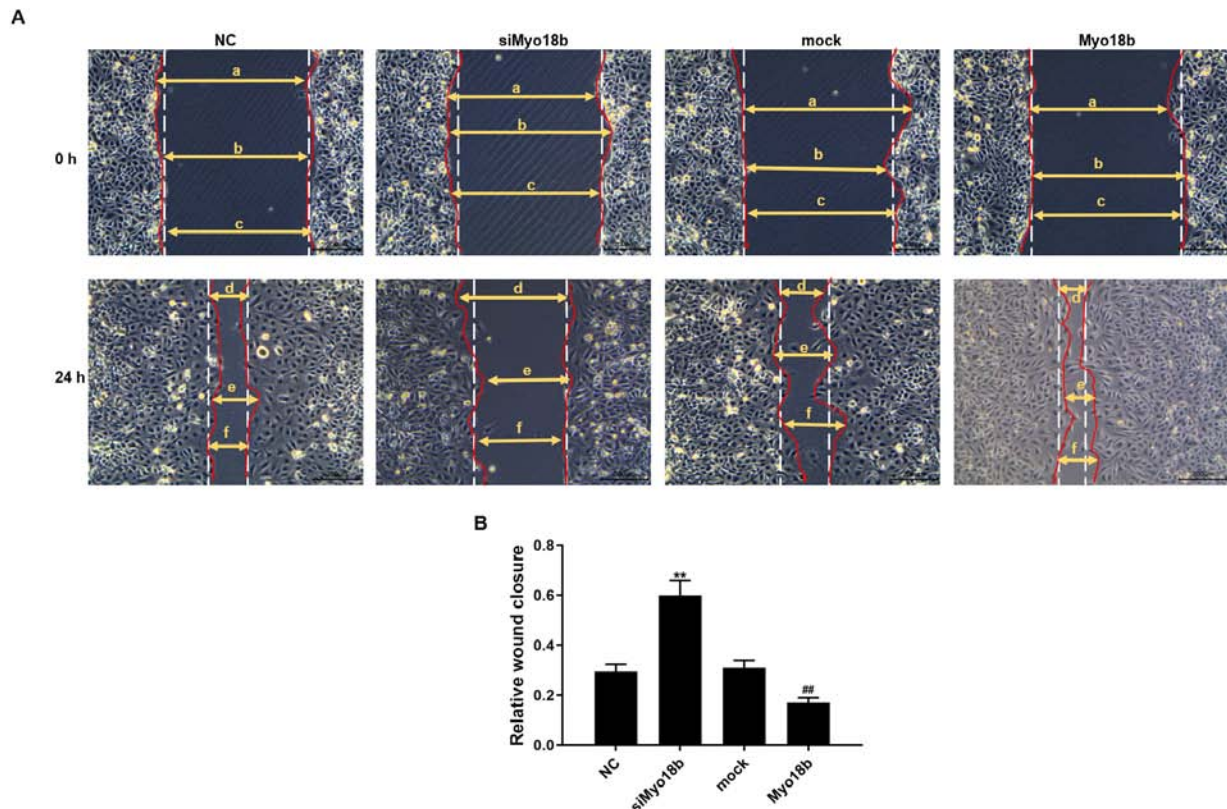 A
NC siMyo18b mock Myo18b
0 h
a a a a
b b b b
c c c c
24 h
d d d d
e e e e
f f f f
B
Relative wound closure
0.8
0.6
0.4
0.2
0.0
** ##
NC siMyo18b mock Myo18b